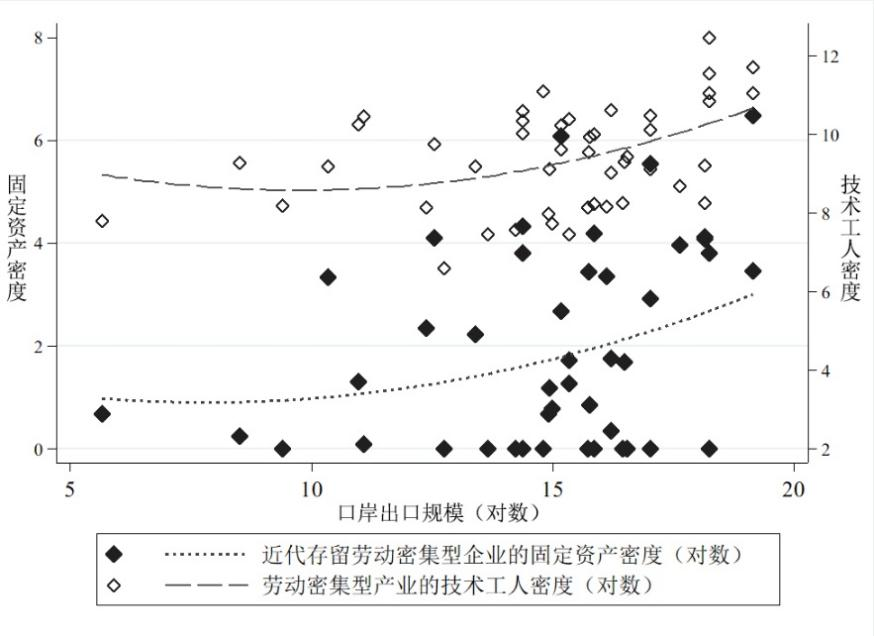 8
6
4
2
0
固定资产密度
12
10
8
6
4
2
技术工人密度
5 10 15 20
口岸出口规模（对数）
近代存留劳动密集型企业的固定资产密度（对数）
劳动密集型产业的技术工人密度（对数）